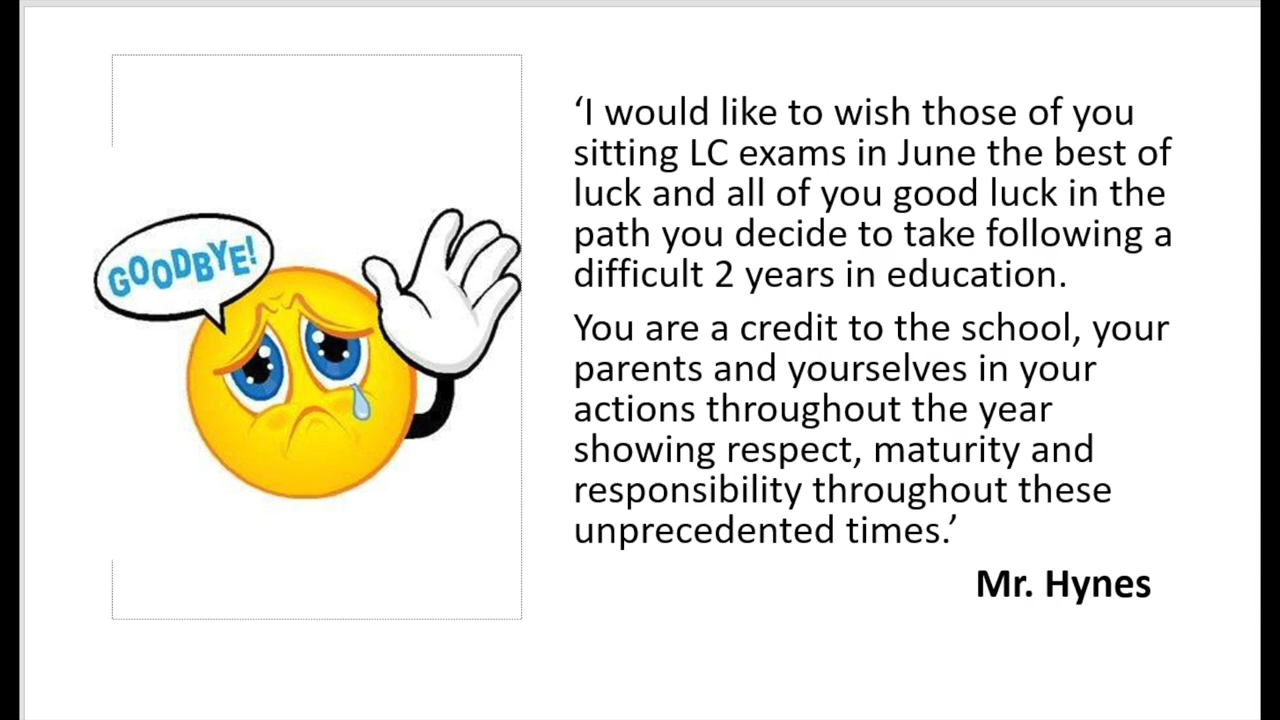 GOODBYE!
‘I would like to wish those of you
sitting LC exams in June the best of
luck and all of you good luck in the
path you decide to take following a
difficult 2 years in education.
You are a credit to the school, your
parents and yourselves in your
actions throughout the year
showing respect, maturity and
responsibility throughout these
unprecedented times.’
Mr. Hynes